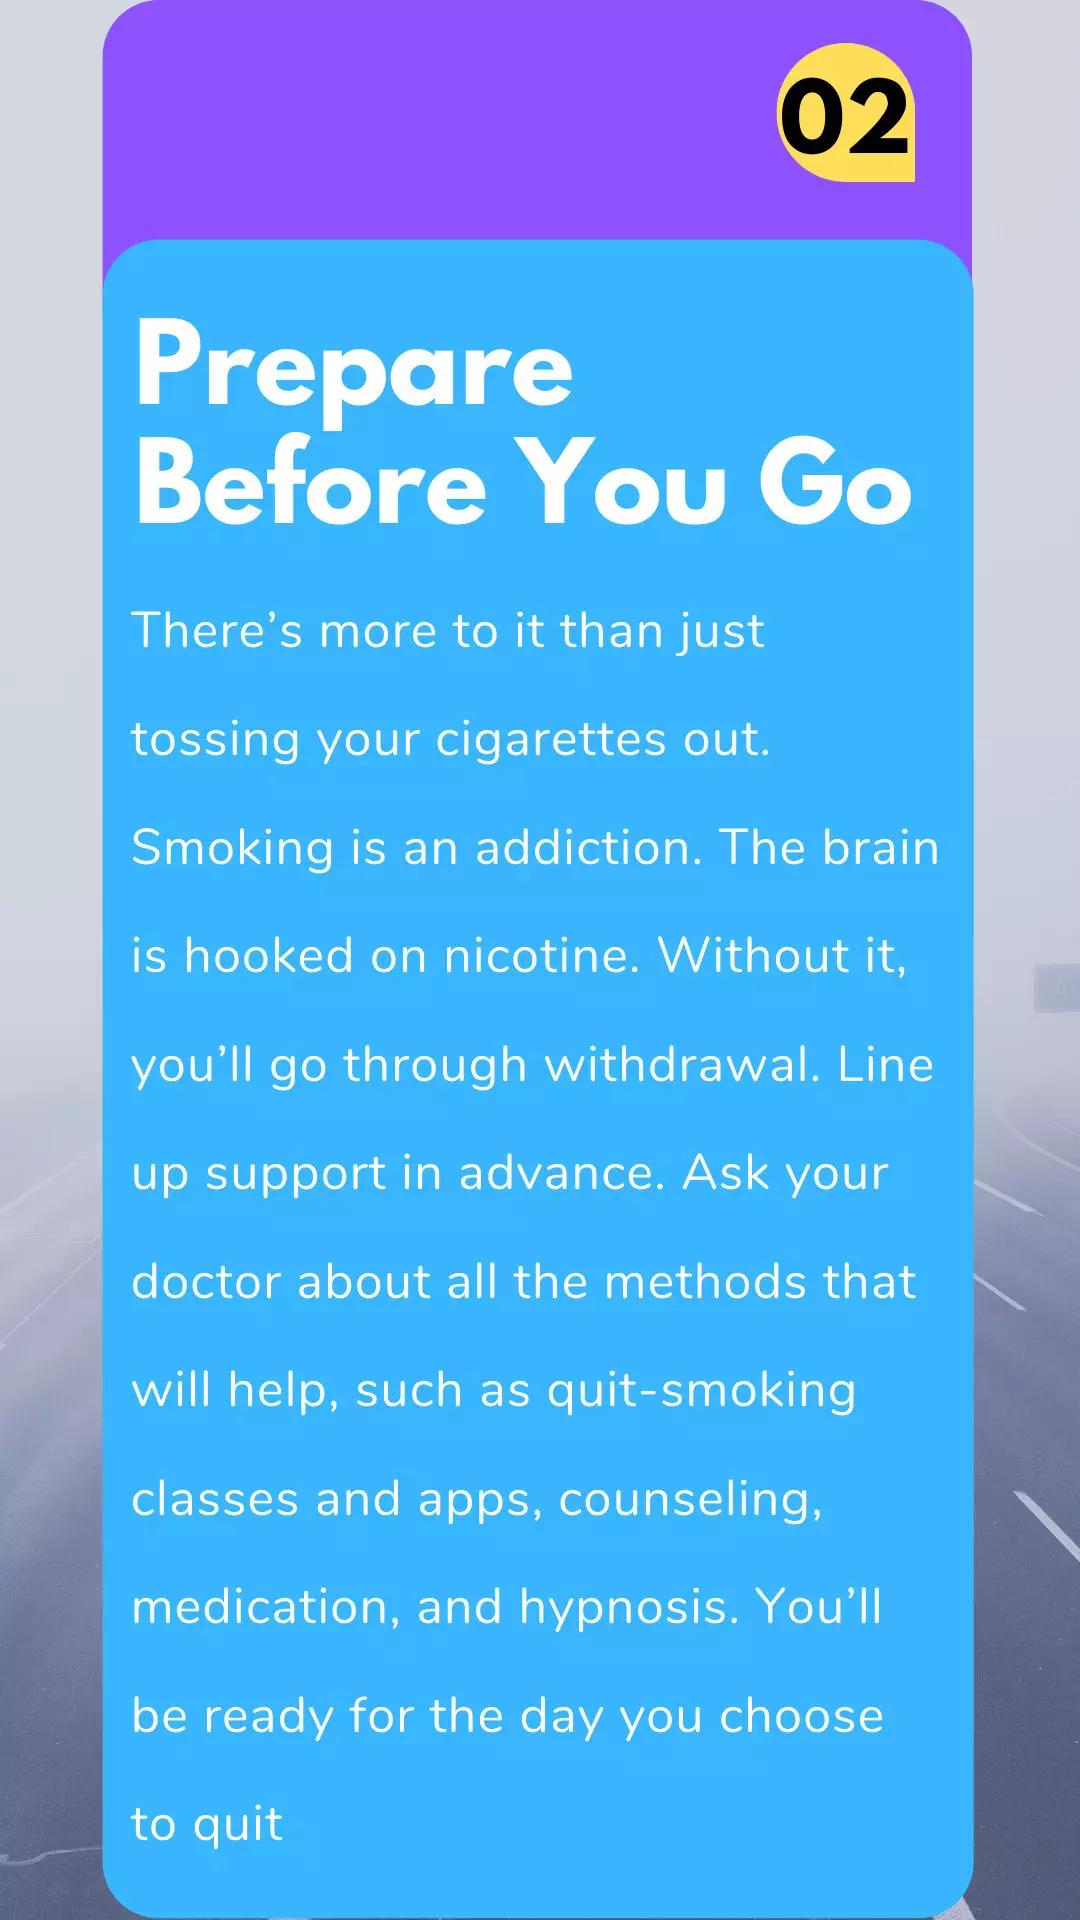 02
Prepare
Before You Go
There’s more to it than just
tossing your cigarettes out.
Smoking is an addiction. The brain
is hooked on nicotine. Without it,
you’ll go through withdrawal. Line
up support in advance. Ask your
doctor about all the methods that
will help, such as quit-smoking
classes and apps, counseling,
medication, and hypnosis. You’ll
be ready for the day you choose
to quit